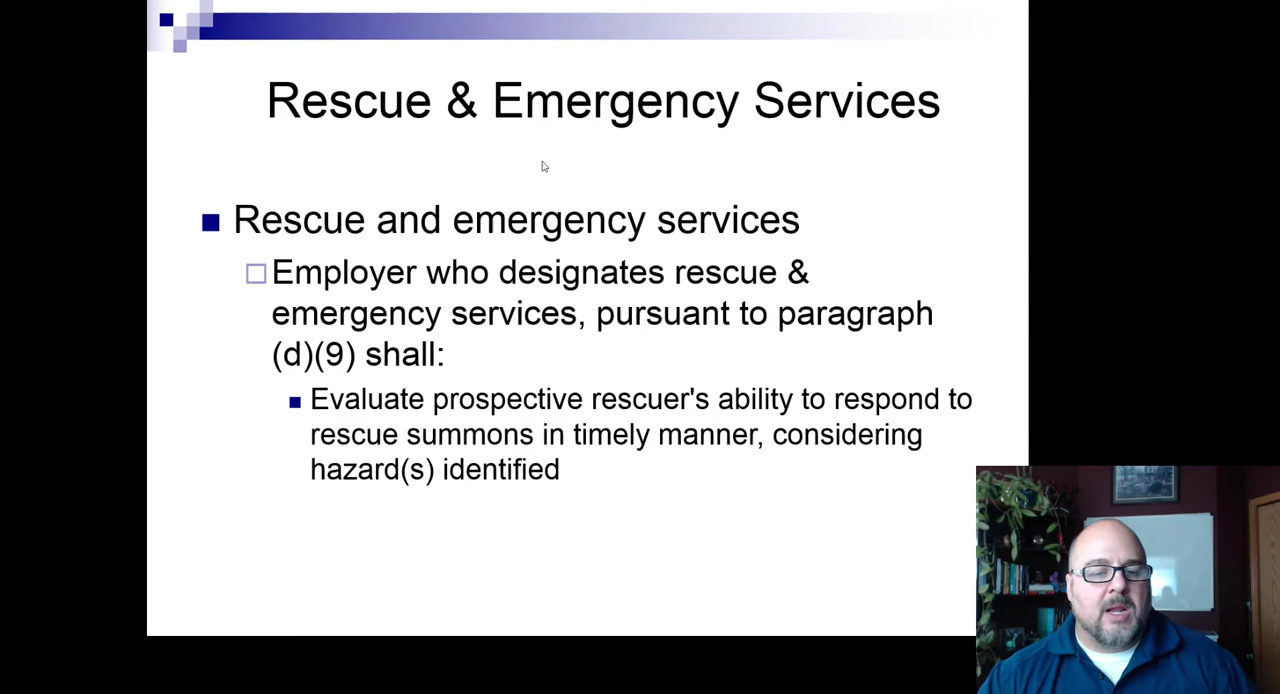 Rescue & Emergency Services
Rescue and emergency services
Employer who designates rescue &
emergency services, pursuant to paragraph
(d)(9) shall:
Evaluate prospective rescuer's ability to respond to
rescue summons in timely manner, considering
hazard(s) identified